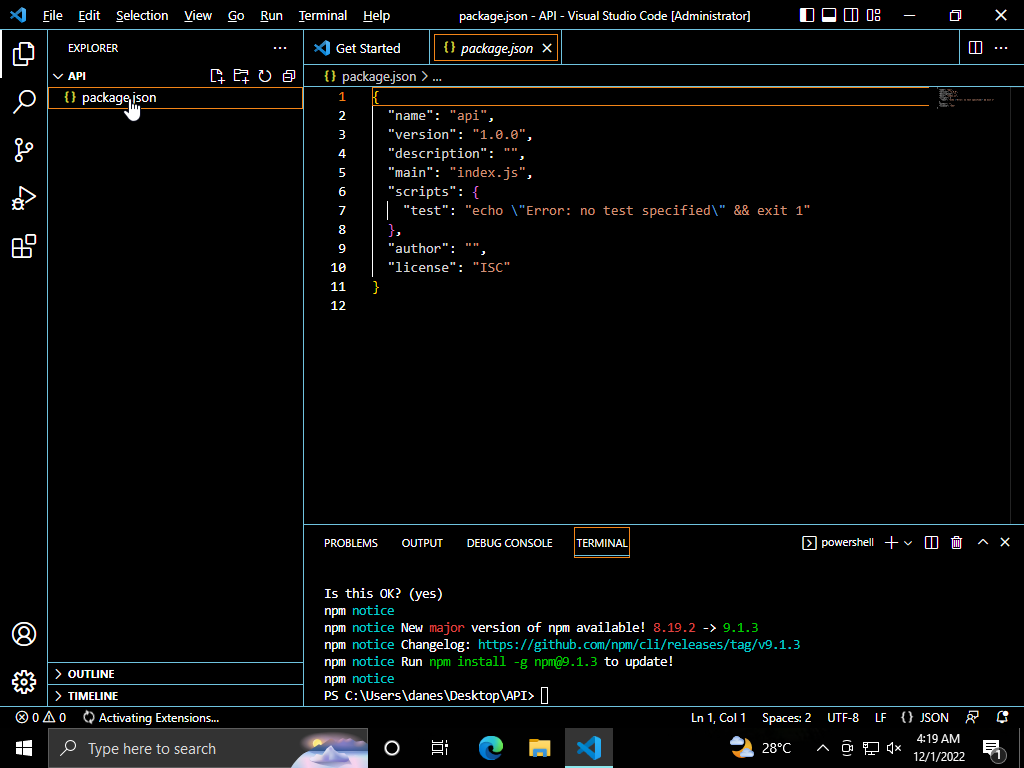 File Edit Selection View Go Run Terminal Help package.json - API - Visual Studio Code [Administrator]
EXPLORER
API
package.json
Get Started
{} package.json
{} package.json > ...
1 {
2 "name": "api",
3 "version": "1.0.0",
4 "description": "",
5 "main": "index.js",
6 "scripts": {
7 "test": "echo \"Error: no test specified\" && exit 1"
8 },
9 "author": "",
10 "license": "ISC"
11 }
12
PROBLEMS OUTPUT DEBUG CONSOLE TERMINAL powershell
Is this OK? (yes)
npm notice
npm notice New major version of npm available! 8.19.2 -> 9.1.3
npm notice Changelog: https://github.com/npm/cli/releases/tag/v9.1.3
npm notice Run npm install -g npm@9.1.3 to update!
npm notice
PS C:\Users\danes\Desktop\API>
OUTLINE
TIMELINE
0 0 Activating Extensions... Ln 1, Col 1 Spaces: 2 UTF-8 LF {} JSON
Type here to search
28°C
4:19 AM
12/1/2022
1